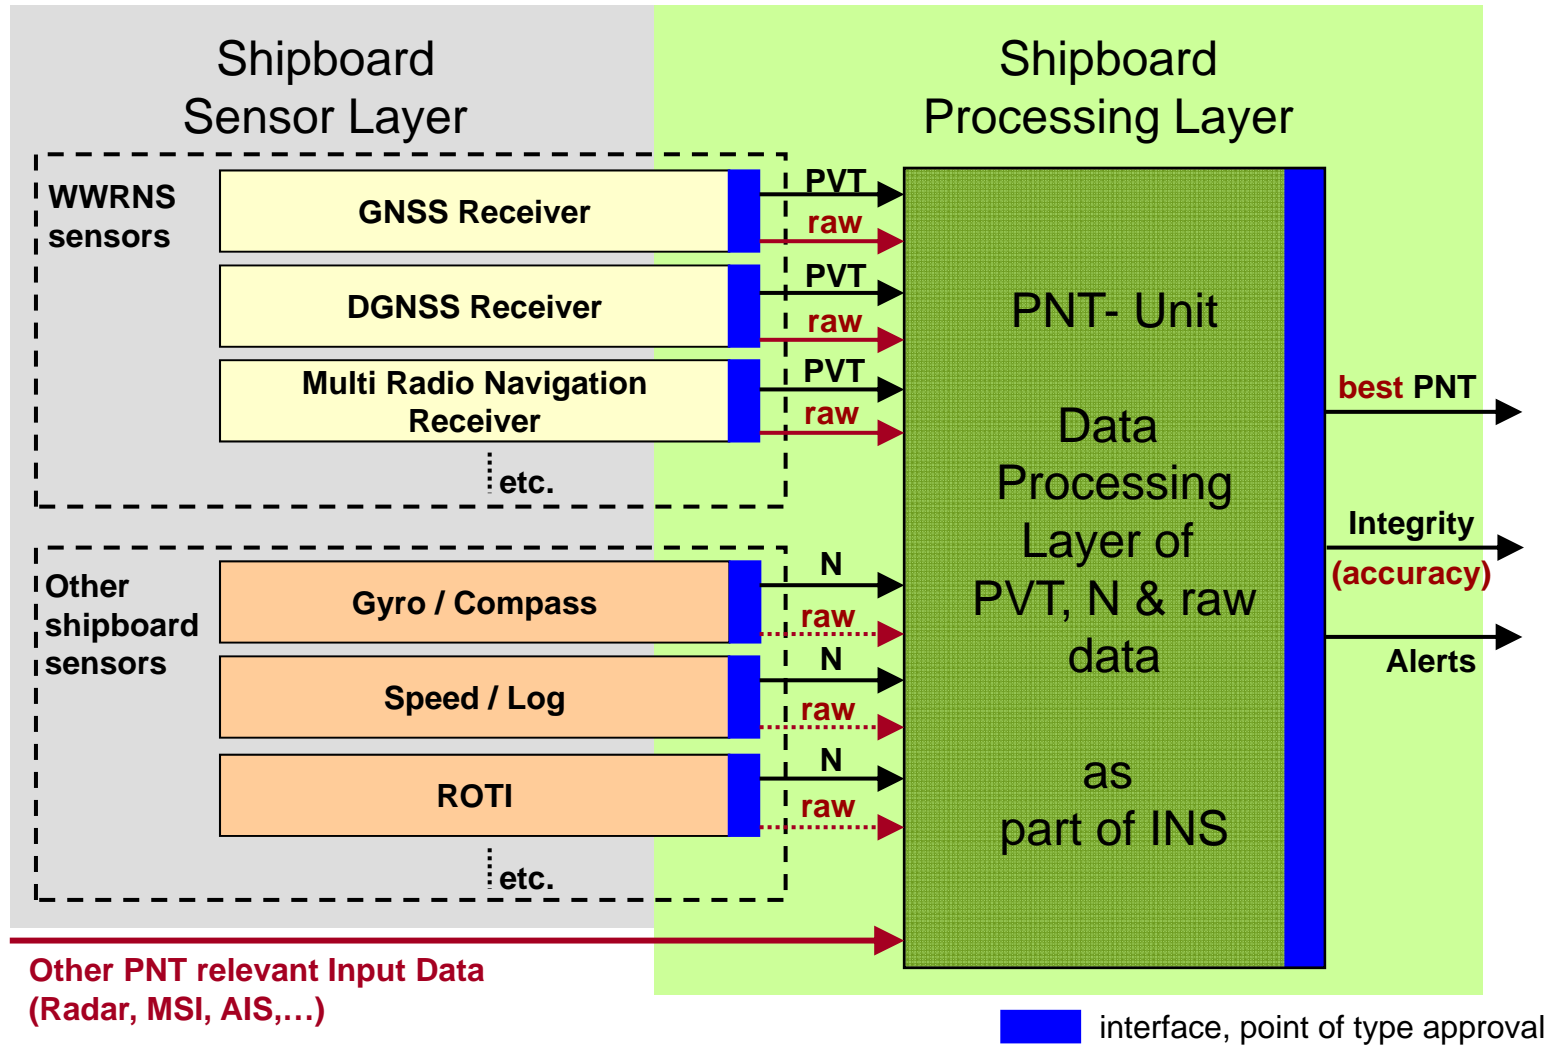 Shipboard
Sensor Layer
Shipboard
Processing Layer
WWRNS
sensors
GNSS Receiver
PVT
raw
DGNSS Receiver
PVT
raw
Multi Radio Navigation
Receiver
PVT
raw
etc.
Other
shipboard
sensors
Gyro / Compass
N
raw
Speed / Log
N
raw
ROTI
N
raw
etc.
PNT- Unit
Data
Processing
Layer of
PVT, N & raw
data
as
part of INS
best PNT
Integrity
(accuracy)
Alerts
Other PNT relevant Input Data
(Radar, MSI, AIS,…)
interface, point of type approval